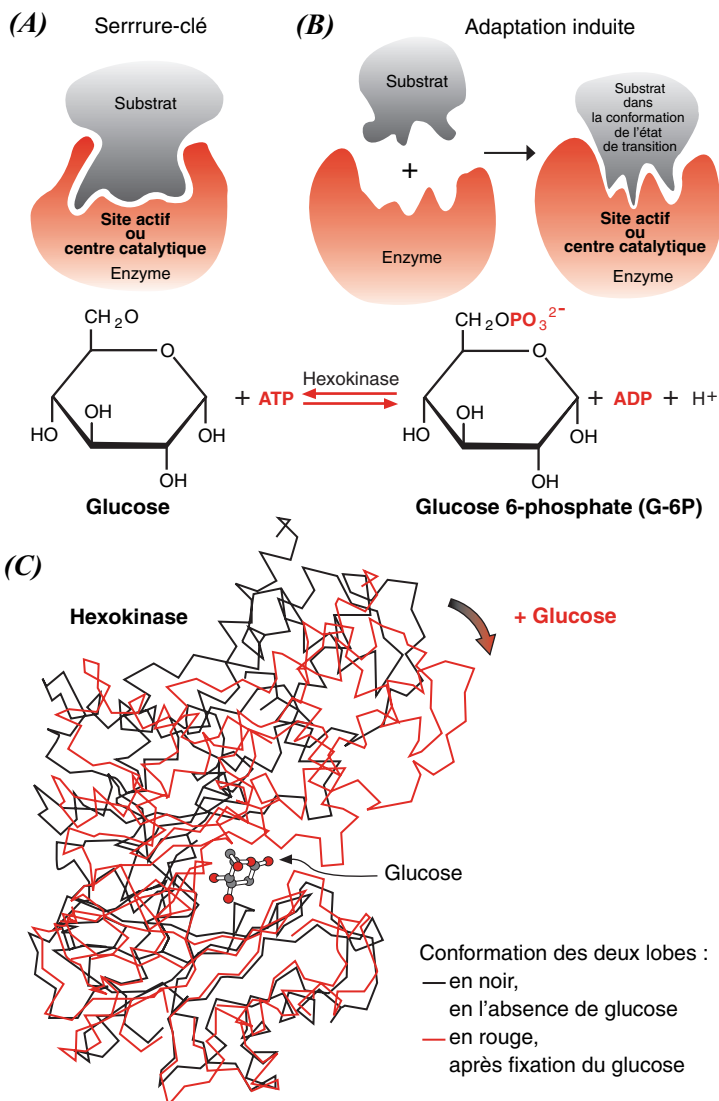 (A)
Serrrure-clé
(B)
Adaptation induite
Substrat
Site actif
ou
centre catalytique
Enzyme
Substrat
+
Enzyme
Substrat
dans
la conformation
de l'état
de transition
Site actif
ou
centre catalytique
Enzyme
CH2O
O
OH
HO
OH
OH
Glucose
+ ATP
Hexokinase
CH2OPO3 2-
O
OH
HO
OH
OH
Glucose 6-phosphate (G-6P)
+ ADP + H+
(C)
Hexokinase
+ Glucose
Glucose
Conformation des deux lobes :
en noir,
en l'absence de glucose
en rouge,
après fixation du glucose